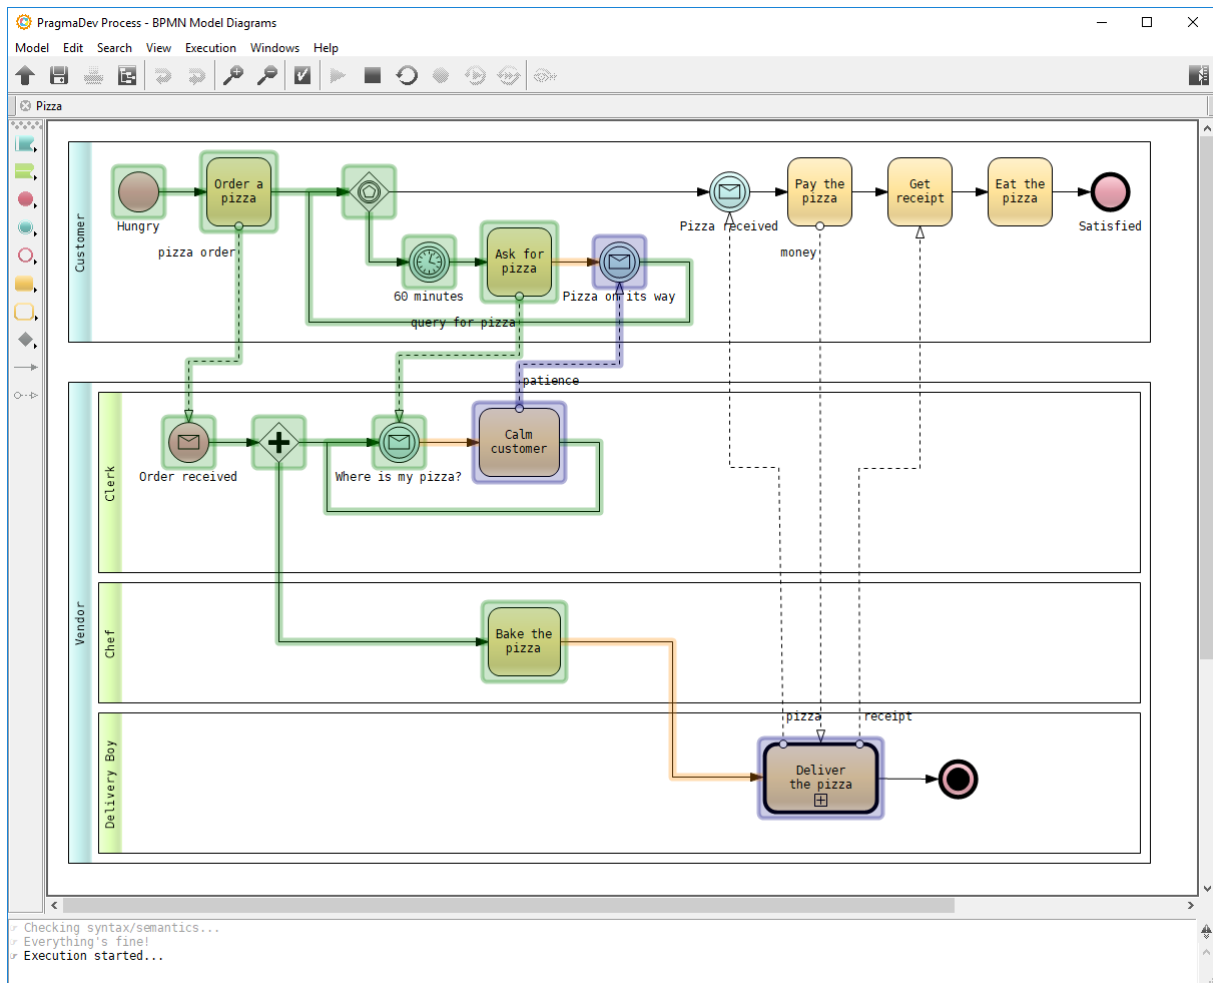 PragmaDev Process - BPMN Model Diagrams
Model Edit Search View Execution Windows Help
Pizza
Customer
Hungry
Order a
pizza
pizza order
60 minutes
Ask for
pizza
Pizza on its way
query for pizza
Pizza received
Pay the
pizza
money
Get
receipt
Eat the
pizza
Satisfied
patience
Vendor
Clerk
Order received
Where is my pizza?
Calm
customer
Chef
Bake the
pizza
Delivery Boy
pizza
receipt
Deliver
the pizza
Checking syntax/semantics...
Everything's fine!
Execution started...